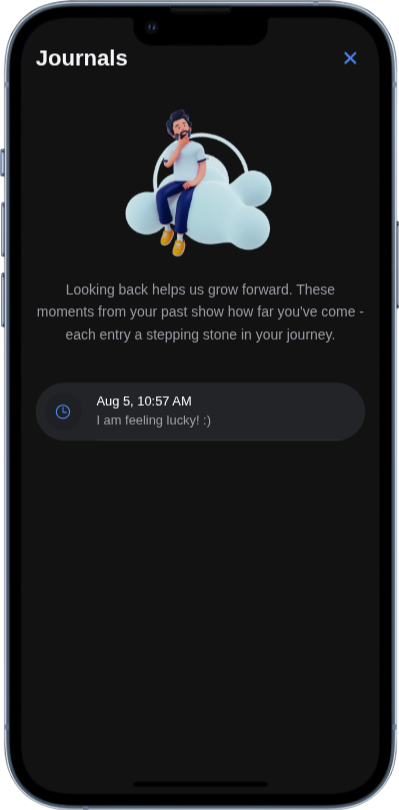 Journals
Looking back helps us grow forward. These
moments from your past show how far you've come -
each entry a stepping stone in your journey.
Aug 5, 10:57 AM
I am feeling lucky! :)